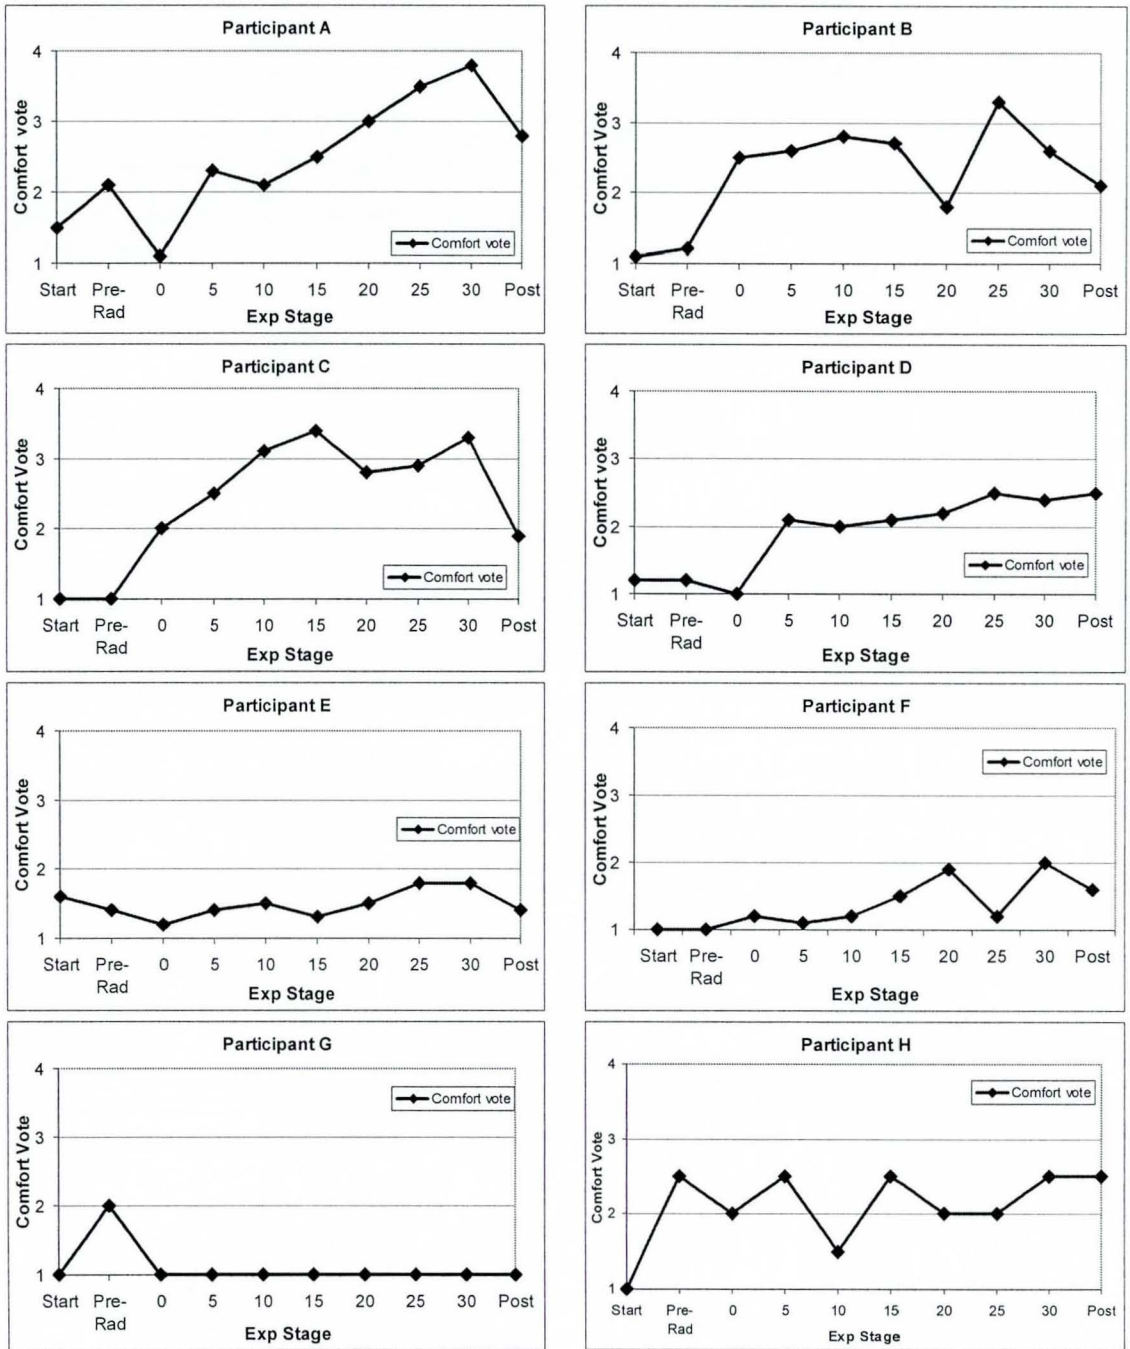 Participant A
4
3
2
1
Comfort vote
Comfort vote
Start Pre-Rad 0 5 10 15 20 25 30 Post
Exp Stage
Participant B
4
3
2
1
Comfort Vote
Comfort vote
Start Pre-Rad 0 5 10 15 20 25 30 Post
Exp Stage
Participant C
4
3
2
1
Comfort Vote
Comfort vote
Start Pre-Rad 0 5 10 15 20 25 30 Post
Exp Stage
Participant D
4
3
2
1
Comfort vote
Comfort vote
Start Pre-Rad 0 5 10 15 20 25 30 Post
Exp Stage
Participant E
4
3
2
1
Comfort Vote
Comfort vote
Start Pre-Rad 0 5 10 15 20 25 30 Post
Exp Stage
Participant F
4
3
2
1
Comfort Vote
Comfort vote
Start Pre-Rad 0 5 10 15 20 25 30 Post
Exp Stage
Participant G
4
3
2
1
Comfort Vote
Comfort vote
Start Pre-Rad 0 5 10 15 20 25 30 Post
Exp Stage
Participant H
4
3
2
1
Comfort Vote
Comfort vote
Start Pre-Rad 0 5 10 15 20 25 30 Post
Exp Stage